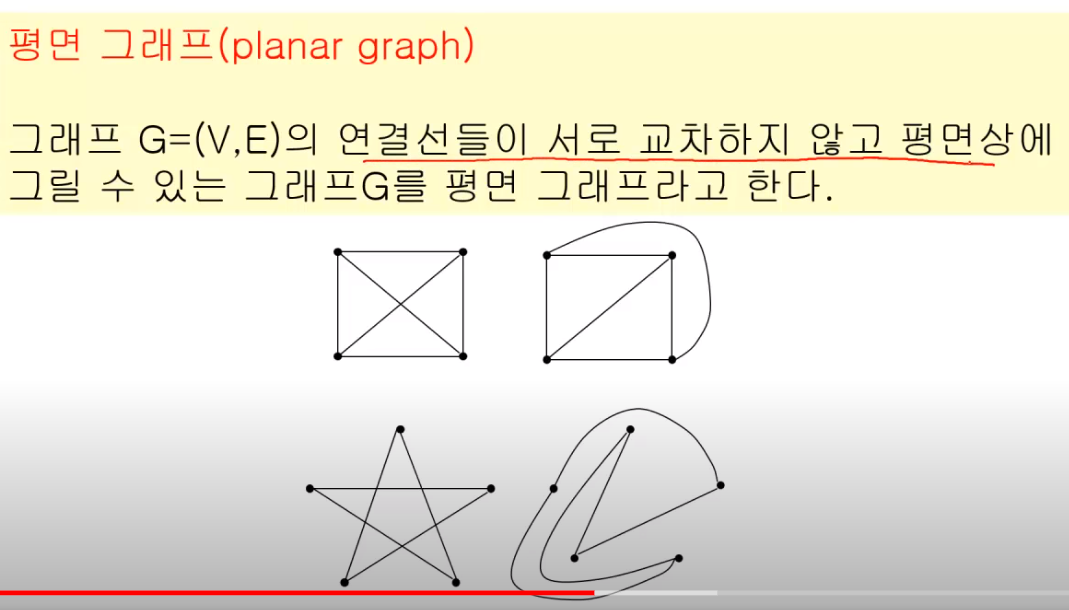 평면 그래프(planar graph)
그래프 G=(V,E)의 연결선들이 서로 교차하지 않고 평면상에
그릴 수 있는 그래프G를 평면 그래프라고 한다.